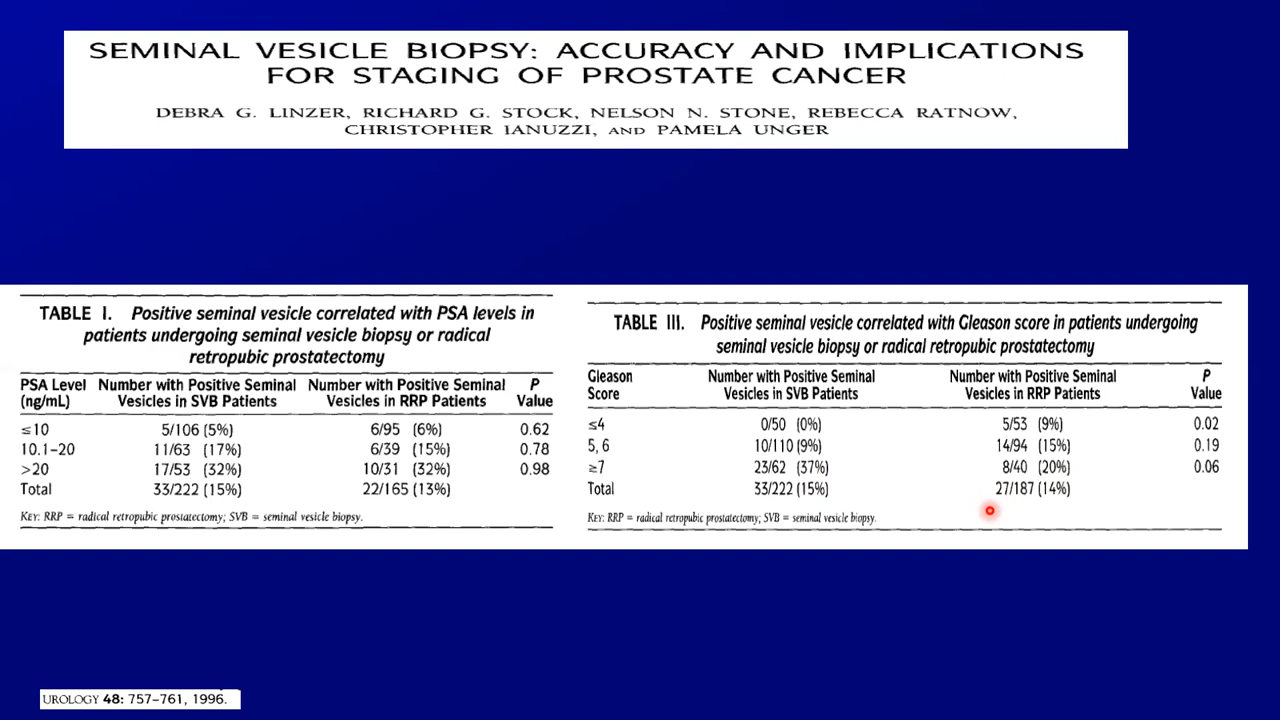 SEMINAL VESICLE BIOPSY: ACCURACY AND IMPLICATIONS
FOR STAGING OF PROSTATE CANCER
DEBRA G. LINZER, RICHARD G. STOCK, NELSON N. STONE, REBECCA RATNOW,
CHRISTOPHER IANUZZI, AND PAMELA UNGER
TABLE I. Positive seminal vesicle correlated with PSA levels in
patients undergoing seminal vesicle biopsy or radical
retropubic prostatectomy
PSA Level Number with Positive Seminal Number with Positive Seminal P
(ng/mL) Vesicles in SVB Patients Vesicles in RRP Patients Value
≤10 5/106 (5%) 6/95 (6%) 0.62
10.1–20 11/63 (17%) 6/39 (15%) 0.78
>20 17/53 (32%) 10/31 (32%) 0.98
Total 33/222 (15%) 22/165 (13%)
KEY: RRP = radical retropubic prostatectomy; SVB = seminal vesicle biopsy.
TABLE III. Positive seminal vesicle correlated with Gleason score in patients undergoing
seminal vesicle biopsy or radical retropubic prostatectomy
Gleason Number with Positive Seminal Number with Positive Seminal P
Score Vesicles in SVB Patients Vesicles in RRP Patients Value
≤4 0/50 (0%) 5/53 (9%) 0.02
5, 6 10/110 (9%) 14/94 (15%) 0.19
≥7 23/62 (37%) 8/40 (20%) 0.06
Total 33/222 (15%) 27/187 (14%)
KEY: RRP = radical retropubic prostatectomy; SVB = seminal vesicle biopsy.
UROLOGY 48: 757–761, 1996.